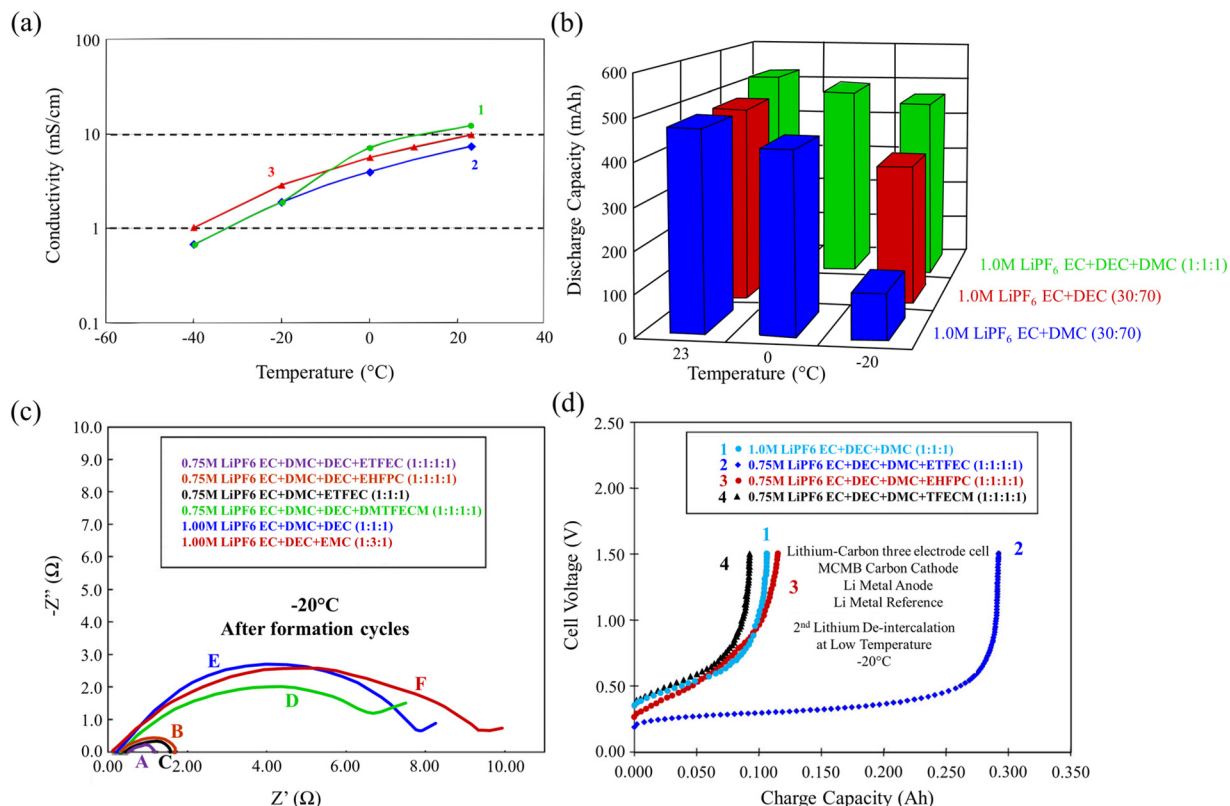 (a)
100
10
1
0.1
-60
-40
-20
0
20
40
Conductivity (mS/cm)
Temperature (°C)
1
2
3
(b)
600
500
400
300
200
100
0
Discharge Capacity (mAh)
23
0
-20
Temperature (°C)
1.0M LiPF₆ EC+DEC+DMC (1:1:1)
1.0M LiPF₆ EC+DEC (30:70)
1.0M LiPF₆ EC+DMC (30:70)
(c)
10.0
9.0
8.0
7.0
6.0
5.0
4.0
3.0
2.0
1.0
0.0
-Z” (Ω)
0.75M LiPF6 EC+DMC+DEC+ETFEC (1:1:1:1)
0.75M LiPF6 EC+DMC+DEC+EHFPC (1:1:1:1)
0.75M LiPF6 EC+DMC+ETFEC (1:1:1)
0.75M LiPF6 EC+DMC+DEC+DMTFECM (1:1:1:1)
1.00M LiPF6 EC+DMC+DEC (1:1:1)
1.00M LiPF6 EC+DEC+EMC (1:3:1)
-20°C
After formation cycles
E
F
D
B
A
C
0.00
2.00
4.00
6.00
8.00
10.00
Z’ (Ω)
(d)
2.50
2.00
1.50
1.00
0.50
0.00
Cell Voltage (V)
1 1.0M LiPF6 EC+DEC+DMC (1:1:1)
2 0.75M LiPF6 EC+DEC+DMC+ETFEC (1:1:1:1)
3 0.75M LiPF6 EC+DEC+DMC+EHFPC (1:1:1:1)
4 0.75M LiPF6 EC+DEC+DMC+TFECM (1:1:1:1)
1
2
3
4
Lithium-Carbon three electrode cell
MCMB Carbon Cathode
Li Metal Anode
Li Metal Reference
2nd Lithium De-intercalation
at Low Temperature
-20°C
0.000
0.050
0.100
0.150
0.200
0.250
0.300
0.350
Charge Capacity (Ah)